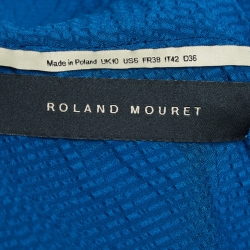 Made in Poland UK10 US6 FR38 IT42 D36
ROLAND MOURET